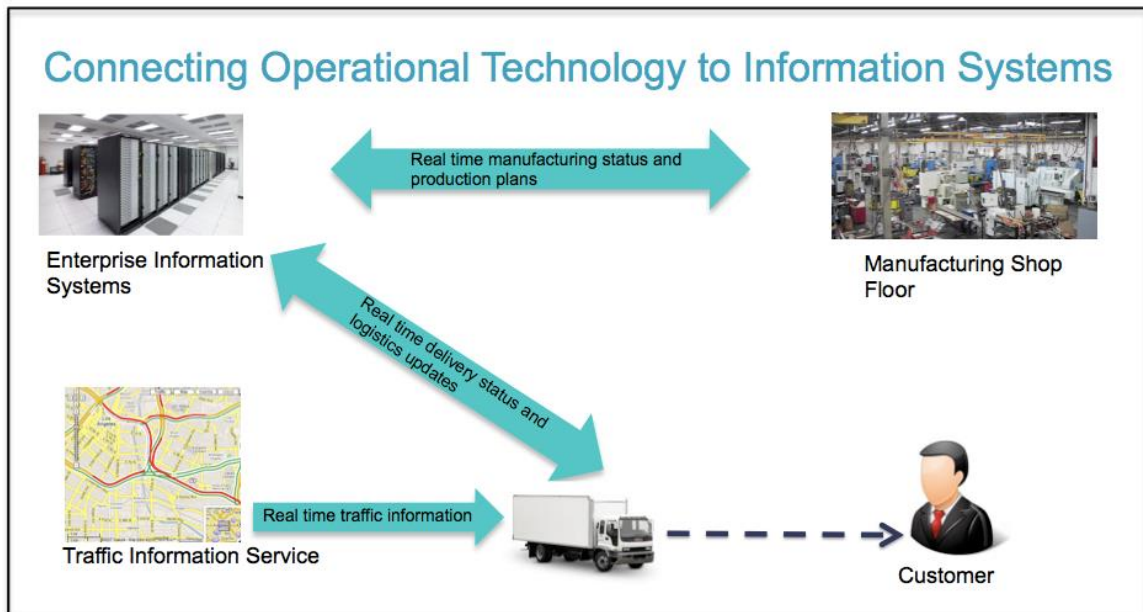 Connecting Operational Technology to Information Systems
Real time manufacturing status and
production plans
Enterprise Information
Systems
Manufacturing Shop
Floor
Real time delivery status and
logistics updates
Real time traffic information
Traffic Information Service
Customer